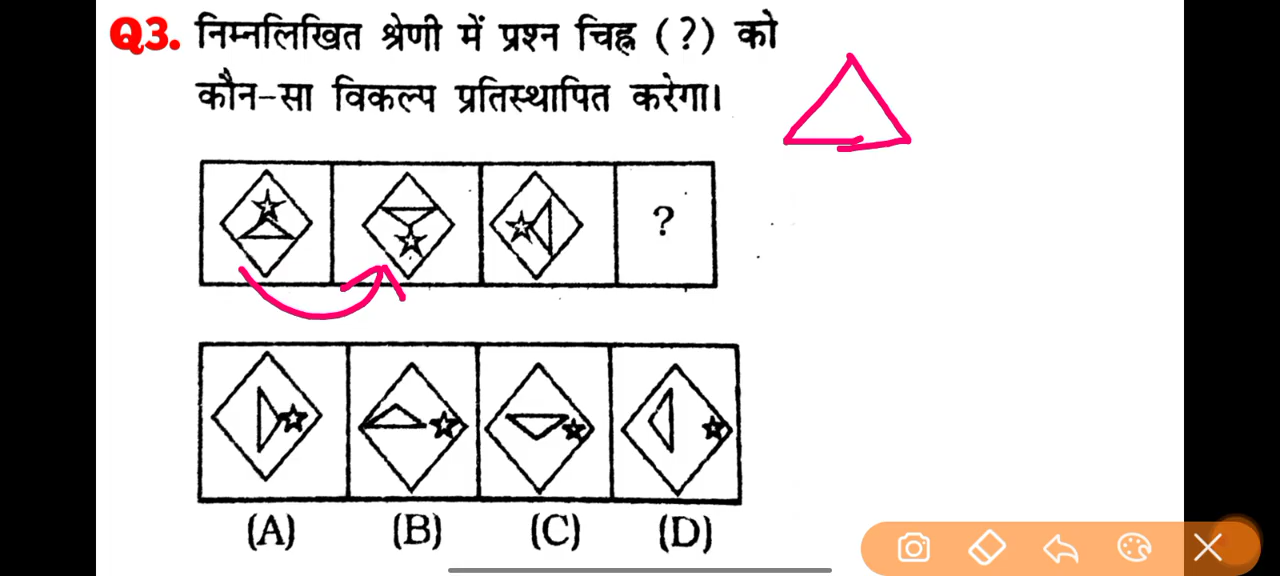 Q3. निम्नलिखित श्रेणी में प्रश्न चिह्न (?) को
कौन-सा विकल्प प्रतिस्थापित करेगा।
?
(A) (B) (C) (D)